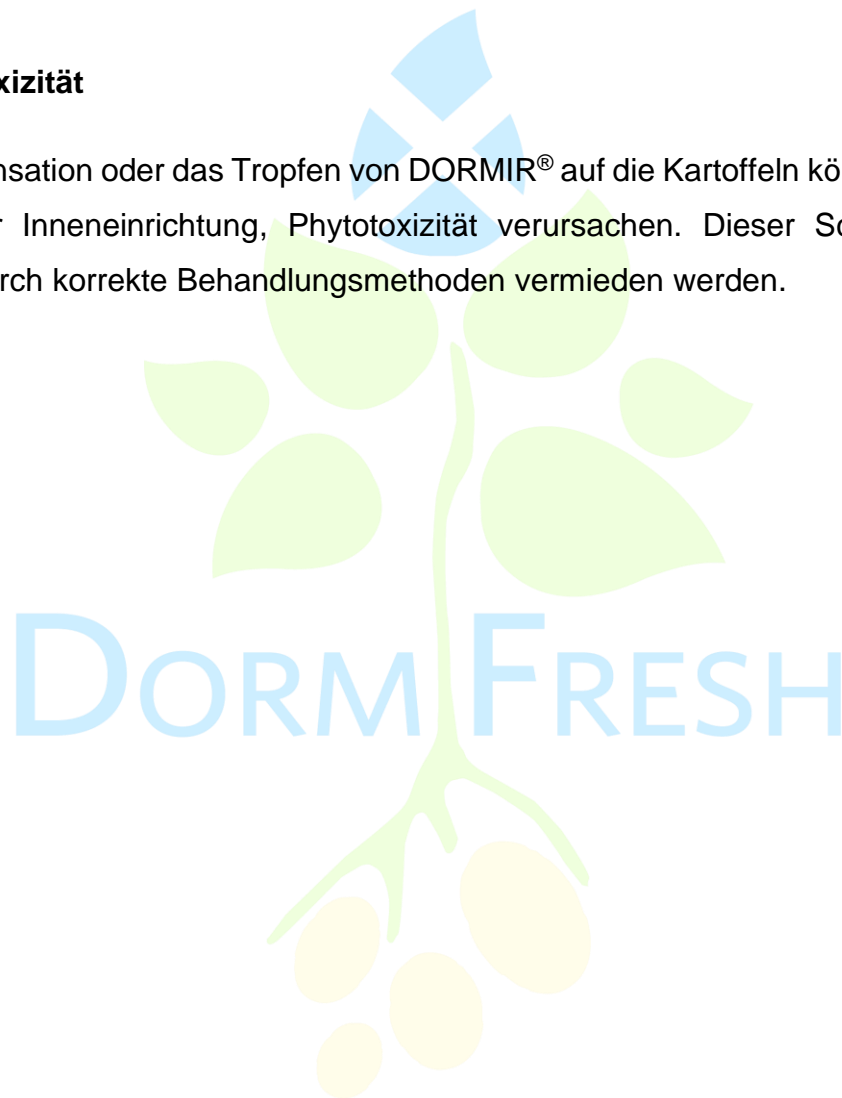 xizität
nsation oder das Tropfen von DORMIR® auf die Kartoffeln kö
r Inneneinrichtung, Phytotoxizität verursachen. Dieser Sc
urch korrekte Behandlungsmethoden vermieden werden.
DORM FRESH